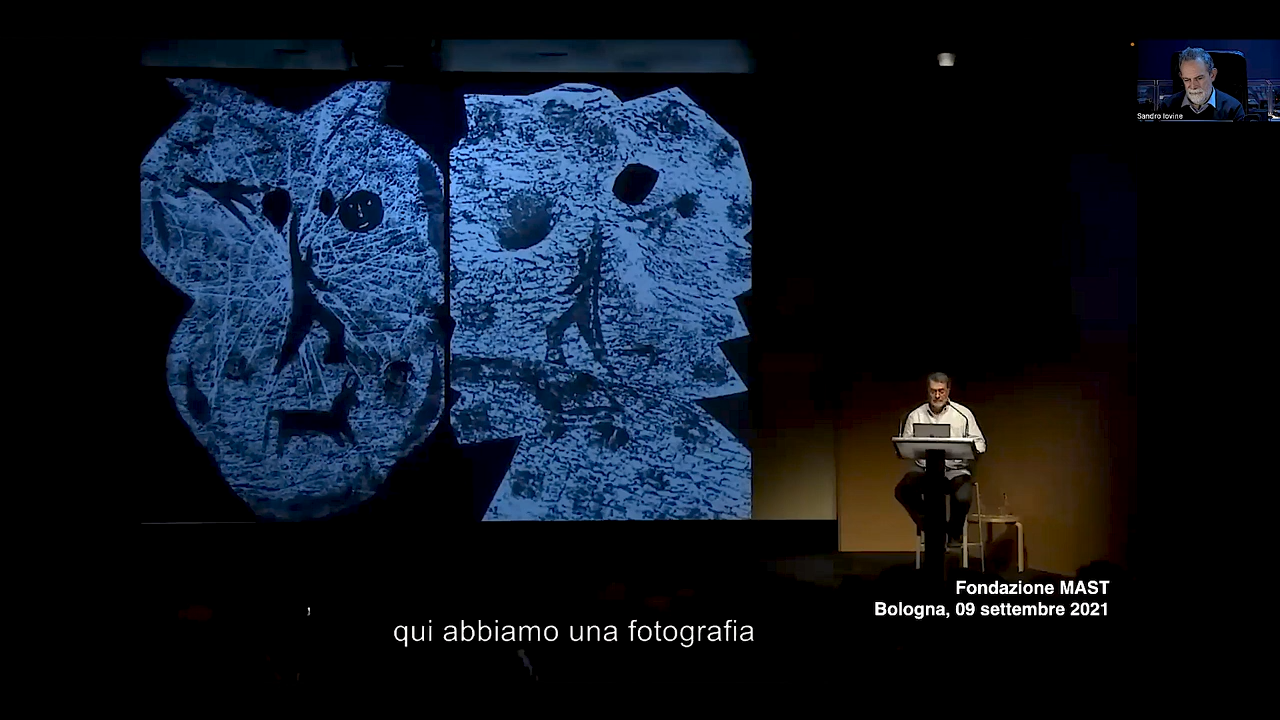 Sandro Iovine
Fondazione MAST
Bologna, 09 settembre 2021
qui abbiamo una fotografia